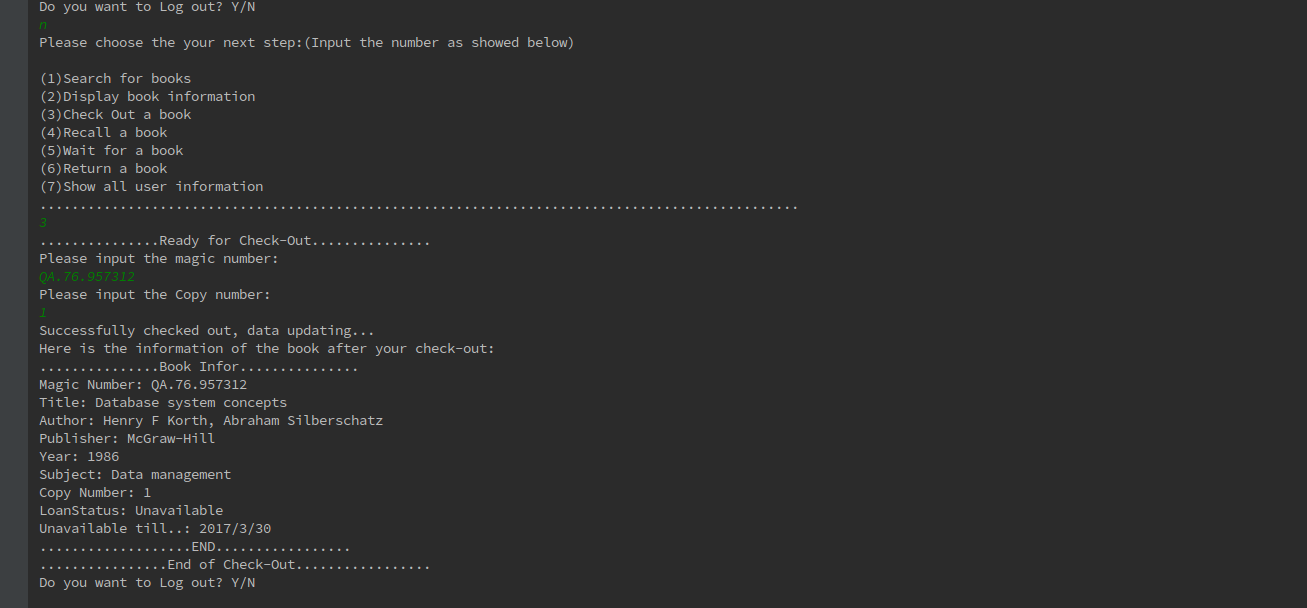 Do you want to Log out? Y/N
n
Please choose the your next step:(Input the number as showed below)
(1)Search for books
(2)Display book information
(3)Check Out a book
(4)Recall a book
(5)Wait for a book
(6)Return a book
(7)Show all user information
...............................................................................................
3
...............Ready for Check-Out...............
Please input the magic number:
QA.76.957312
Please input the Copy number:
1
Successfully checked out, data updating...
Here is the information of the book after your check-out:
...............Book Infor...............
Magic Number: QA.76.957312
Title: Database system concepts
Author: Henry F Korth, Abraham Silberschatz
Publisher: McGraw-Hill
Year: 1986
Subject: Data management
Copy Number: 1
LoanStatus: Unavailable
Unavailable till..: 2017/3/30
...................END.................
................End of Check-Out.................
Do you want to Log out? Y/N